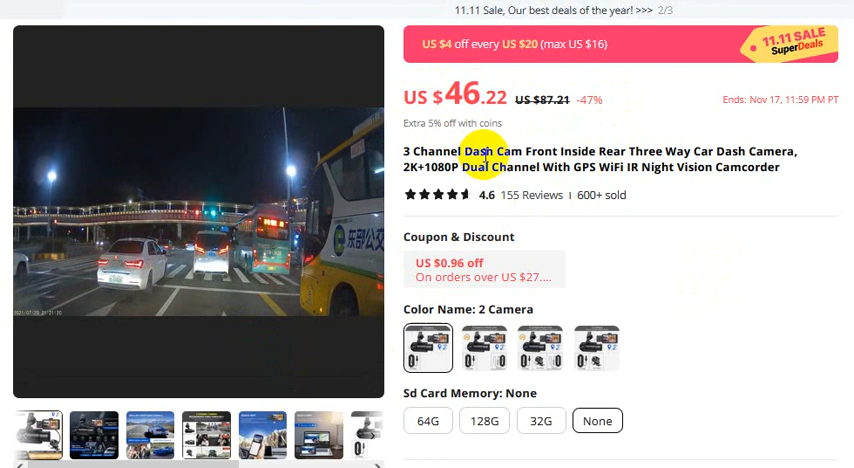 11.11 Sale, Our best deals of the year! >>> 2/3
US $4 off every US $20 (max US $16)
11.11 SALE
SuperDeals
US $46.22 US $87.21 -47% Ends: Nov 17, 11:59 PM PT
Extra 5% off with coins
3 Channel Dash Cam Front Inside Rear Three Way Car Dash Camera,
2K+1080P Dual Channel With GPS WiFi IR Night Vision Camcorder
4.6 155 Reviews | 600+ sold
Coupon & Discount
US $0.96 off
On orders over US $27....
Color Name: 2 Camera
Sd Card Memory: None
64G 128G 32G None